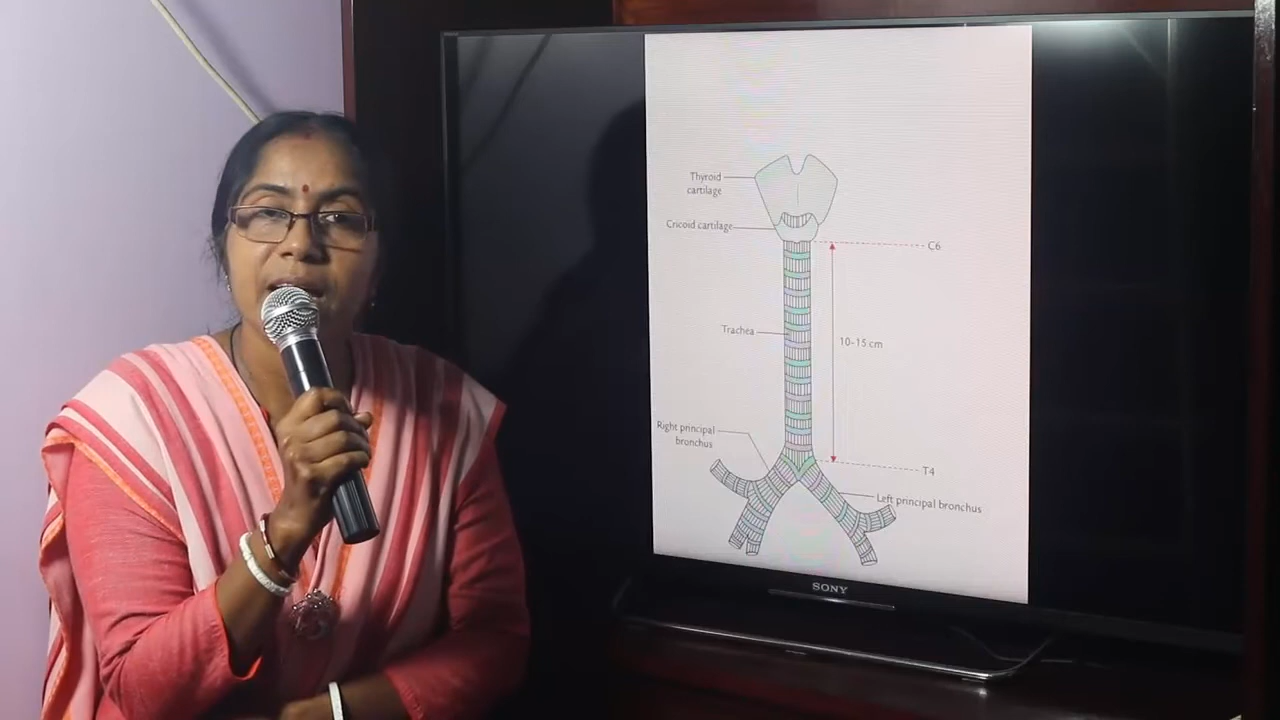 Thyroid
cartilage
Cricoid cartilage
C6
Trachea
10-15 cm
Right principal
bronchus
T4
Left principal bronchus
SONY